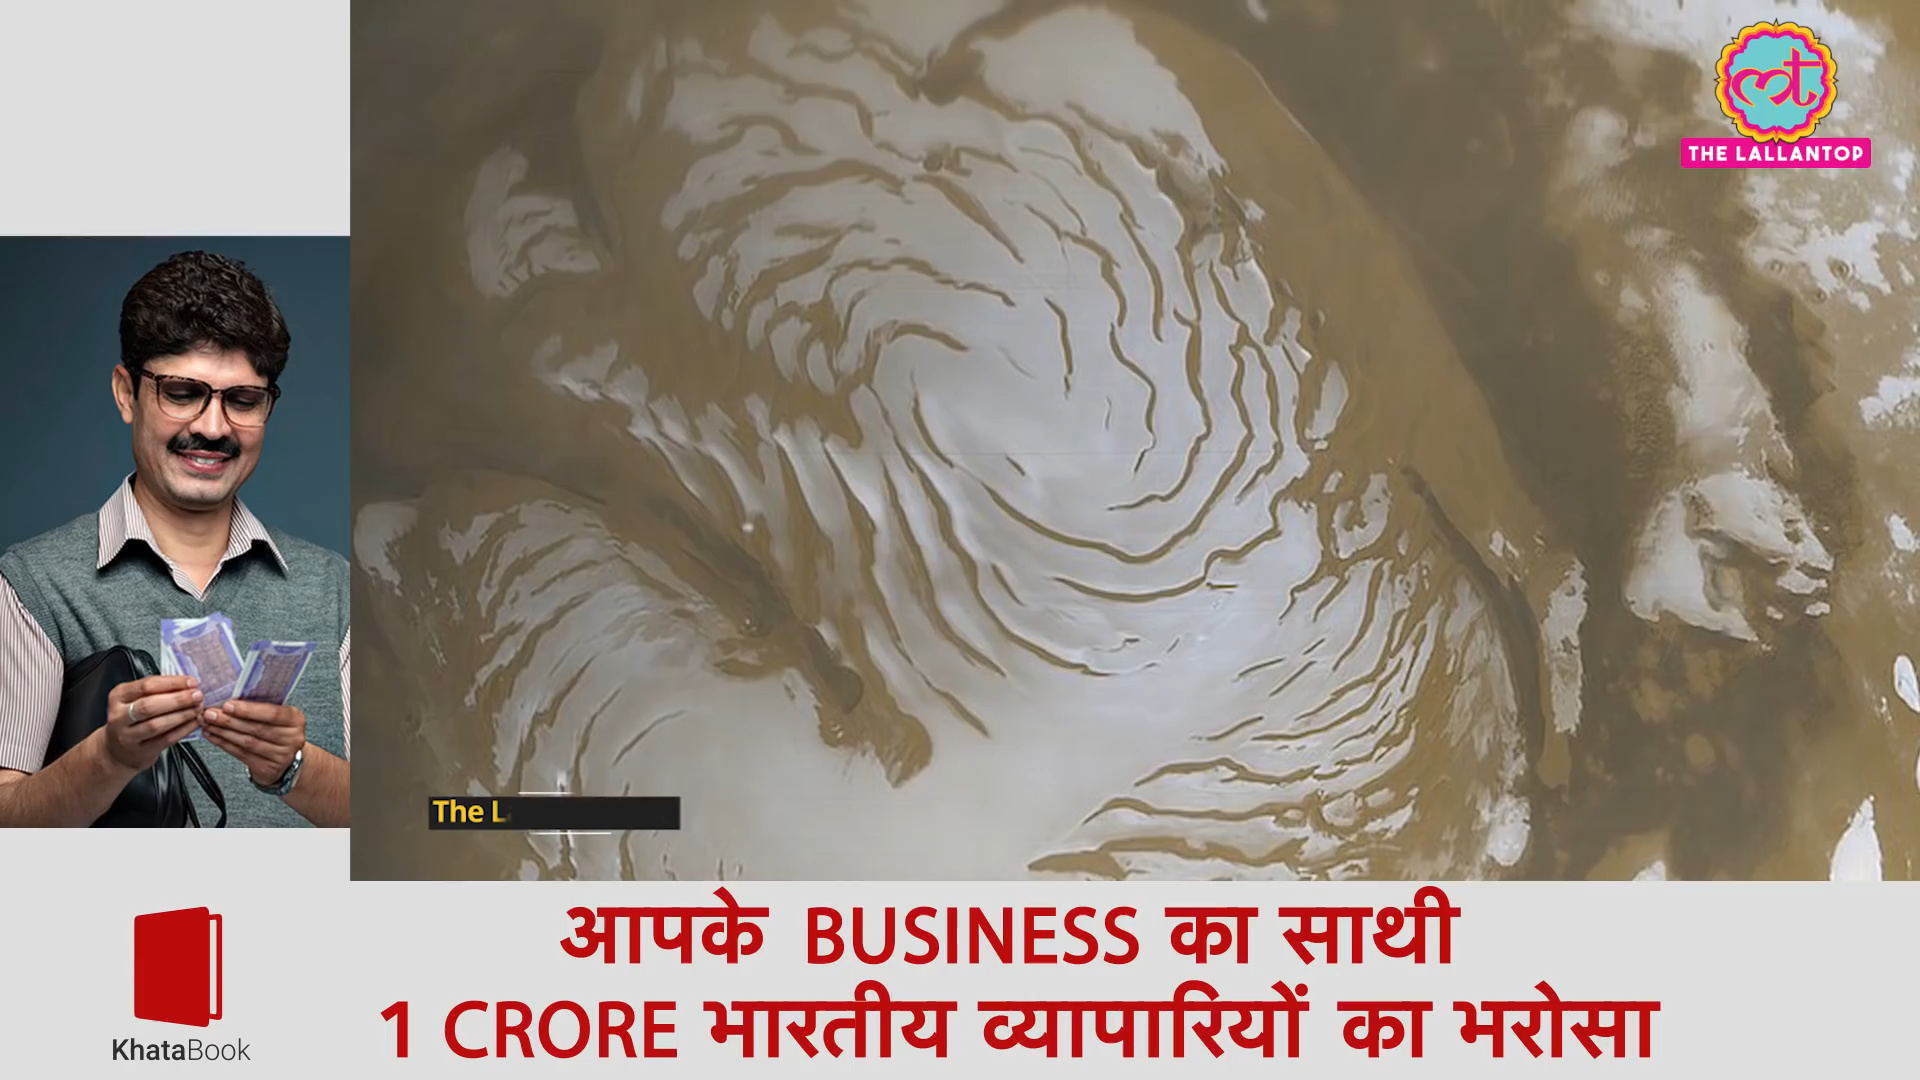 THE LALLANTOP
The L
आपके BUSINESS का साथी
1 CRORE भारतीय व्यापारियों का भरोसा
KhataBook